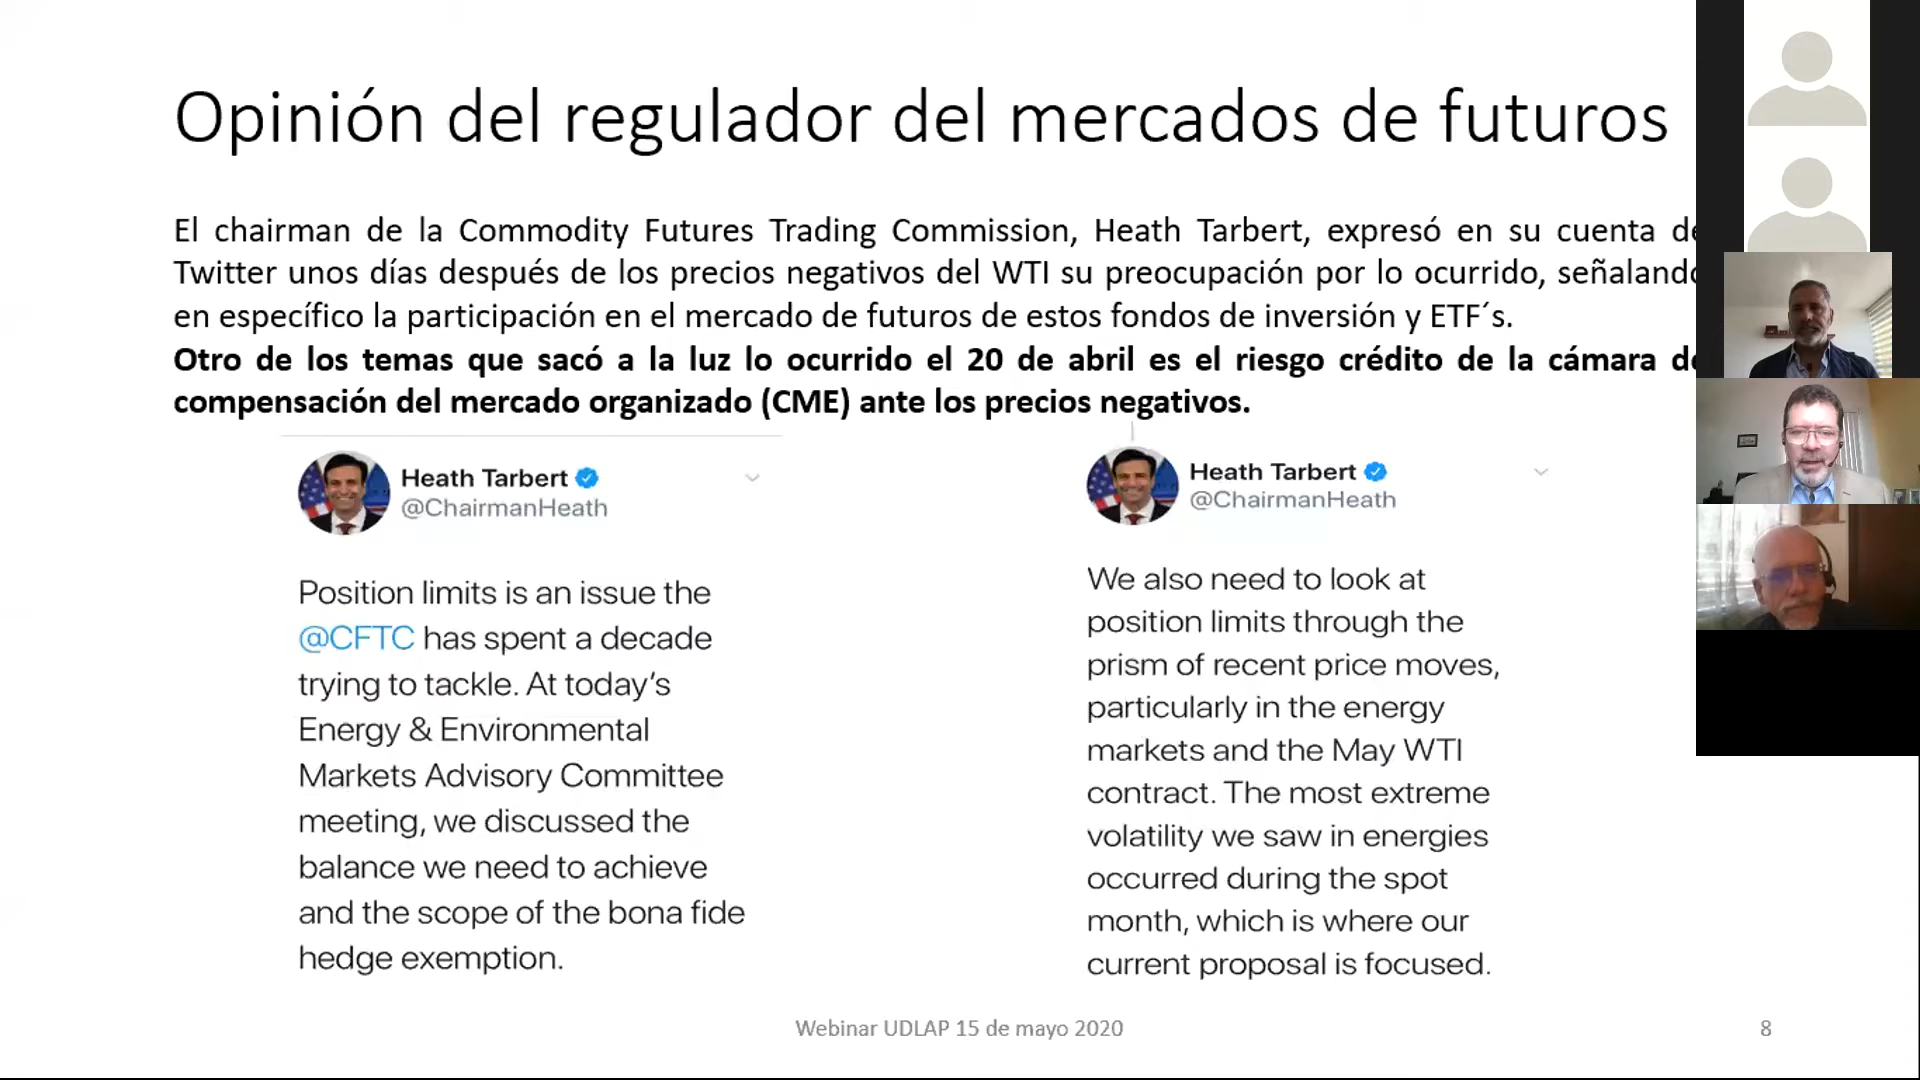 Opinión del regulador del mercados de futuros
El chairman de la Commodity Futures Trading Commission, Heath Tarbert, expresó en su cuenta de
Twitter unos días después de los precios negativos del WTI su preocupación por lo ocurrido, señalando
en específico la participación en el mercado de futuros de estos fondos de inversión y ETF´s.
Otro de los temas que sacó a la luz lo ocurrido el 20 de abril es el riesgo crédito de la cámara de
compensación del mercado organizado (CME) ante los precios negativos.
Heath Tarbert
@ChairmanHeath
Position limits is an issue the
@CFTC has spent a decade
trying to tackle. At today's
Energy & Environmental
Markets Advisory Committee
meeting, we discussed the
balance we need to achieve
and the scope of the bona fide
hedge exemption.
Heath Tarbert
@ChairmanHeath
We also need to look at
position limits through the
prism of recent price moves,
particularly in the energy
markets and the May WTI
contract. The most extreme
volatility we saw in energies
occurred during the spot
month, which is where our
current proposal is focused.
Webinar UDLAP 15 de mayo 2020
8